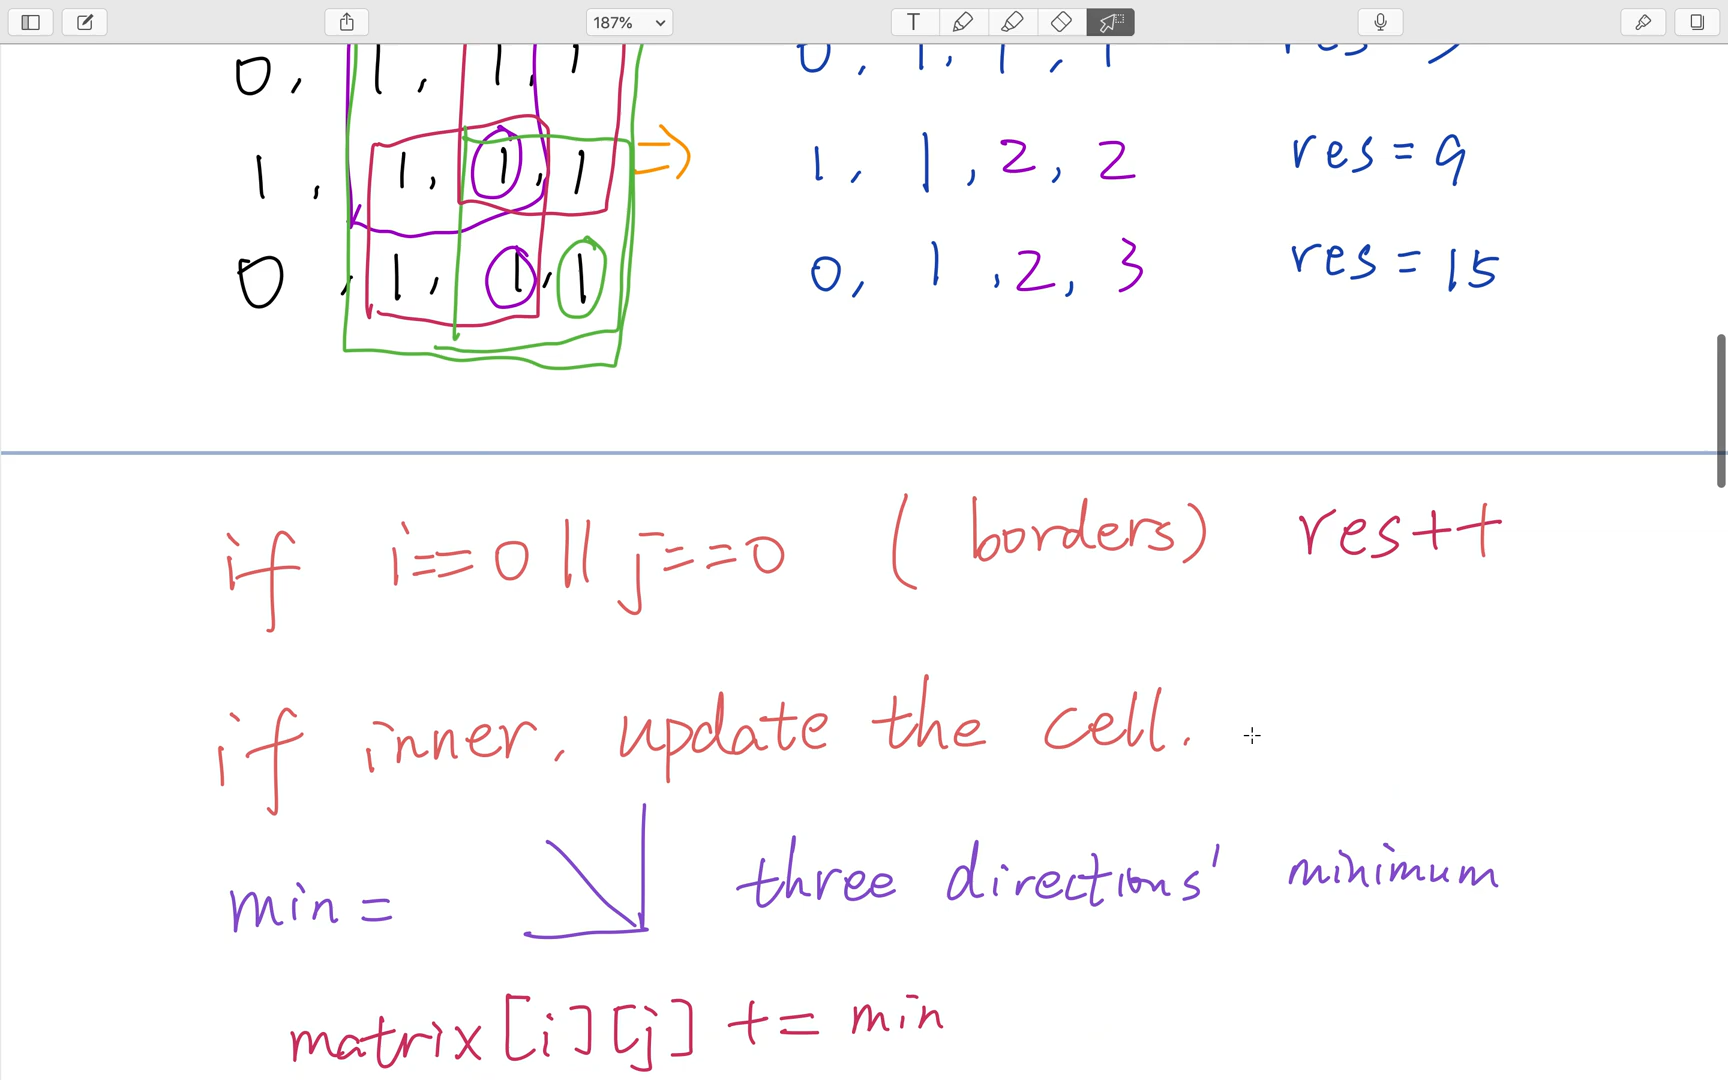 187%
T
0, 1, 1, 1
0, 1, 1, 1
1, 1, 1, 1
1, 1, 2, 2
res = 9
0, 1, 1, 1
0, 1, 2, 3
res = 15
if i==0 || j==0 ( borders) res++
if inner, update the cell.
min = three directions' minimum
matrix [i] [j] += min